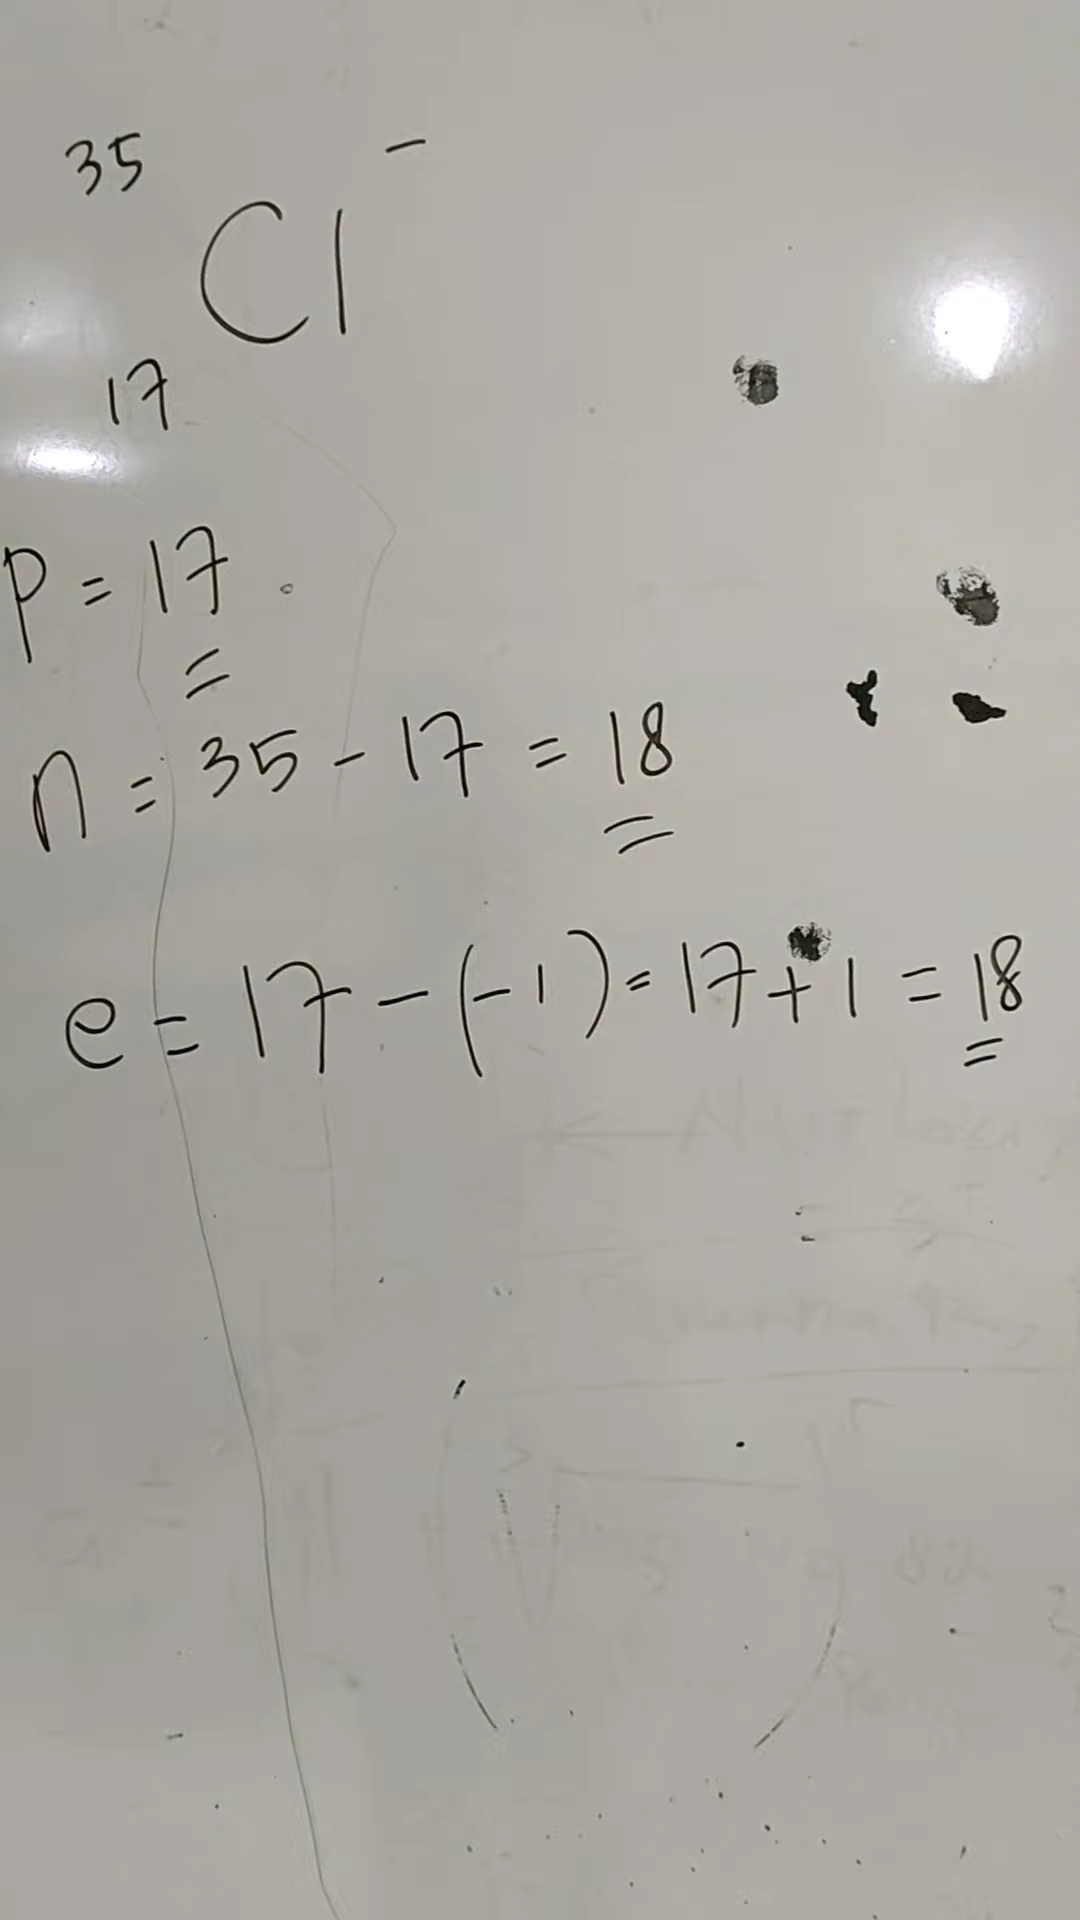 35
Cl -
17
p = 17
n = 35 - 17 = 18
e = 17 - (-1) = 17 + 1 = 18